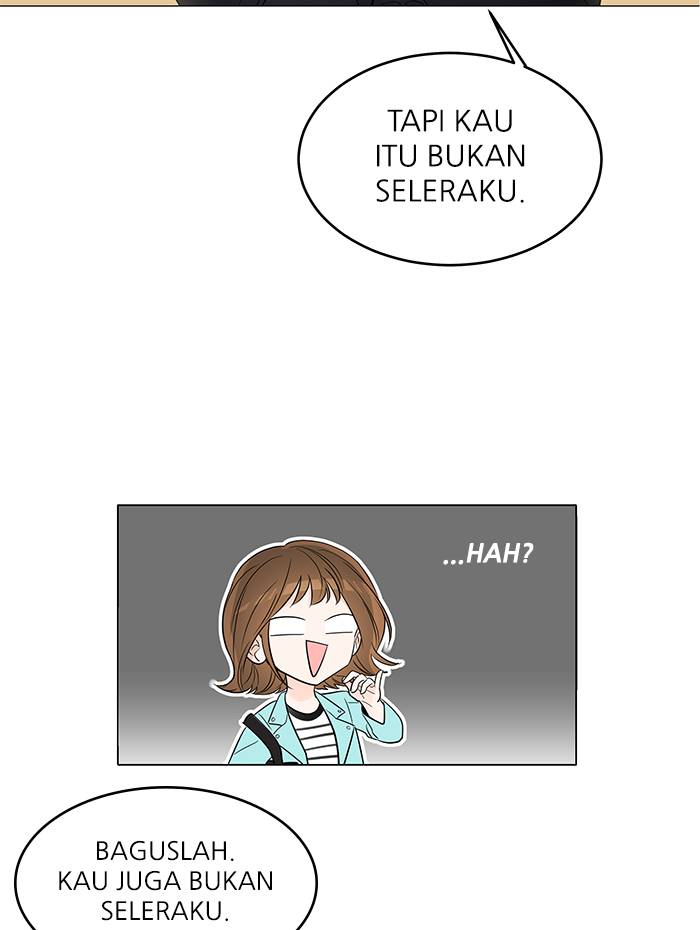 TAPI KAU
ITU BUKAN
SELERAKU.
...HAH?
BAGUSLAH.
KAU JUGA BUKAN
SELERAKU.